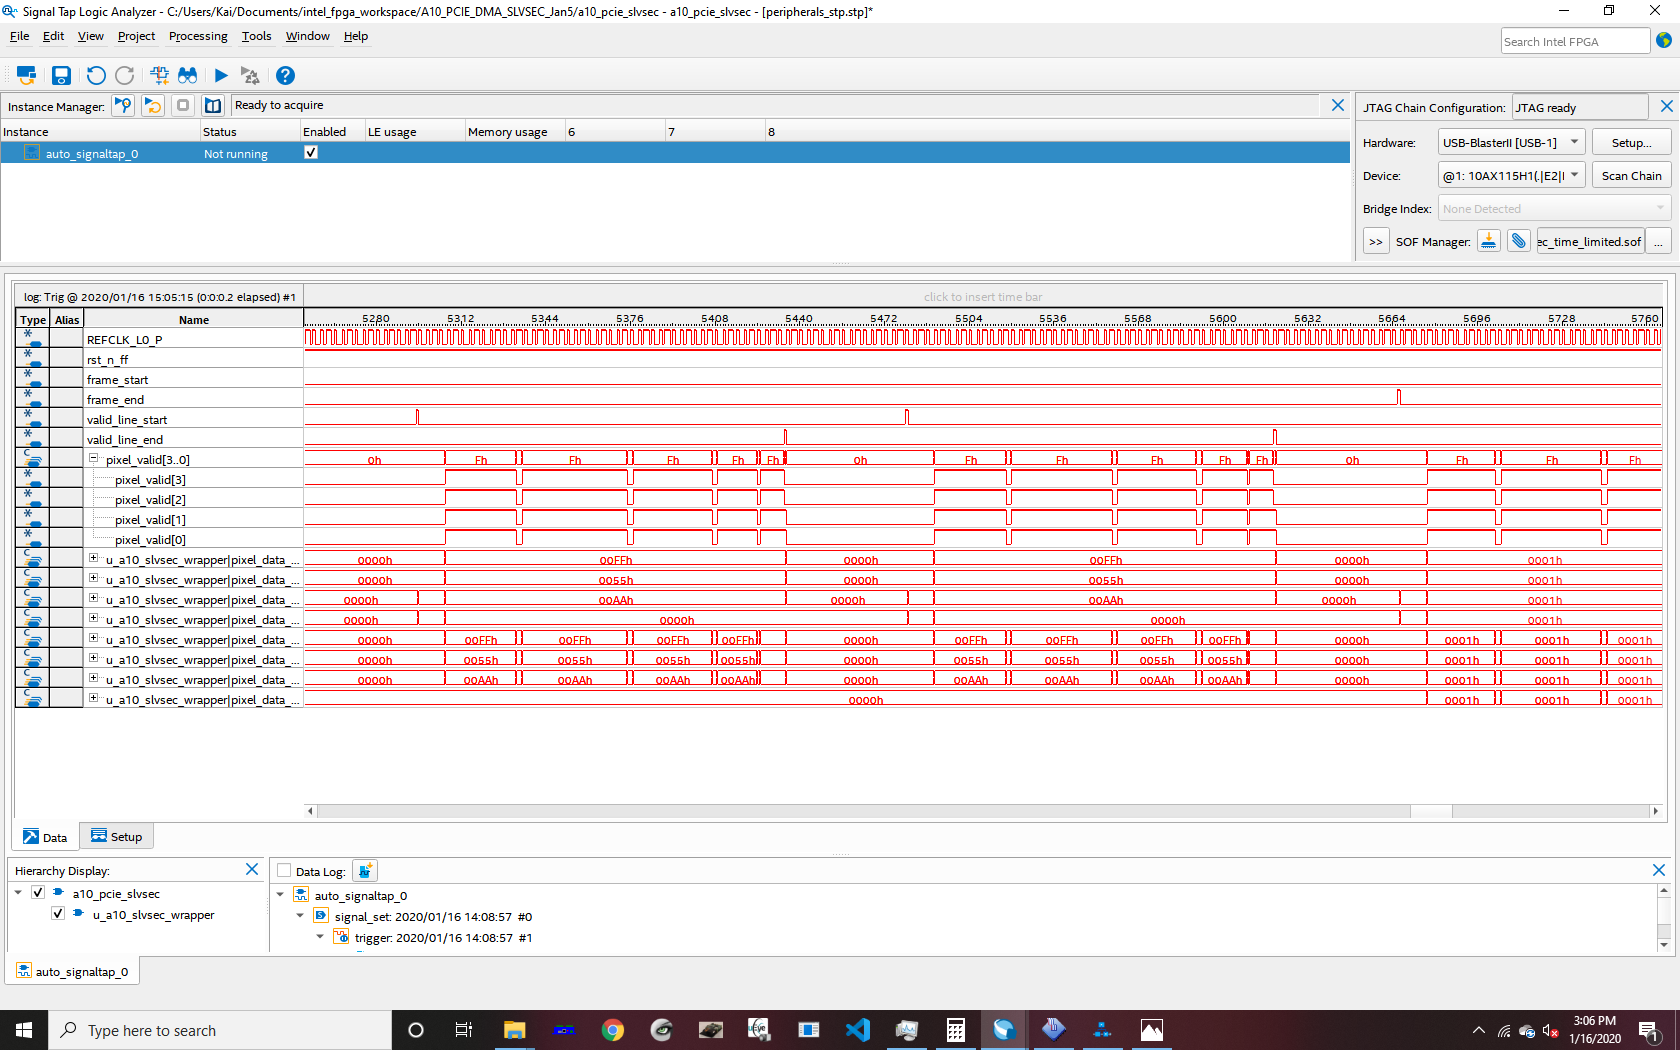 Signal Tap Logic Analyzer - C:/Users/Kai/Documents/intel_fpga_workspace/A10_PCIE_DMA_SLVSEC_Jan5/a10_pcie_slvsec - a10_pcie_slvsec - [peripherals_stp.stp]*
File Edit View Project Processing Tools Window Help
Search Intel FPGA
Instance Manager: Ready to acquire
Instance Status Enabled LE usage Memory usage 6 7 8
auto_signaltap_0 Not running
JTAG Chain Configuration: JTAG ready
Hardware: USB-BlasterII [USB-1] Setup...
Device: @1: 10AX115H1(.|E2|I Scan Chain
Bridge Index: None Detected
>> SOF Manager: ec_time_limited.sof ...
log: Trig @ 2020/01/16 15:05:15 (0:0:0.2 elapsed) #1 click to insert time bar
Type Alias Name 5280 5312 5344 5376 5408 5440 5472 5504 5536 5568 5600 5632 5664 5696 5728 5760
REFCLK_L0_P
rst_n_ff
frame_start
frame_end
valid_line_start
valid_line_end
pixel_valid[3..0] 0h Fh Fh Fh Fh Fh 0h Fh Fh Fh Fh Fh 0h Fh Fh Fh
pixel_valid[3]
pixel_valid[2]
pixel_valid[1]
pixel_valid[0]
u_a10_slvsec_wrapper|pixel_data_... 0000h 00FFh 0000h 00FFh 0000h 0001h
u_a10_slvsec_wrapper|pixel_data_... 0000h 0055h 0000h 0055h 0000h 0001h
u_a10_slvsec_wrapper|pixel_data_... 0000h 00AAh 0000h 00AAh 0000h 0001h
u_a10_slvsec_wrapper|pixel_data_... 0000h 0000h 0000h 0001h
u_a10_slvsec_wrapper|pixel_data_... 0000h 00FFh 00FFh 00FFh 00FFh 0000h 00FFh 00FFh 00FFh 00FFh 0000h 0001h 0001h 0001h
u_a10_slvsec_wrapper|pixel_data_... 0000h 0055h 0055h 0055h 0055h 0000h 0055h 0055h 0055h 0055h 0000h 0001h 0001h 0001h
u_a10_slvsec_wrapper|pixel_data_... 0000h 00AAh 00AAh 00AAh 00AAh 0000h 00AAh 00AAh 00AAh 00AAh 0000h 0001h 0001h 0001h
u_a10_slvsec_wrapper|pixel_data_... 0000h 0001h 0001h 0001h
Data Setup
Hierarchy Display:
a10_pcie_slvsec
u_a10_slvsec_wrapper
Data Log:
auto_signaltap_0
signal_set: 2020/01/16 14:08:57 #0
trigger: 2020/01/16 14:08:57 #1
auto_signaltap_0
Type here to search
3:06 PM
1/16/2020
1